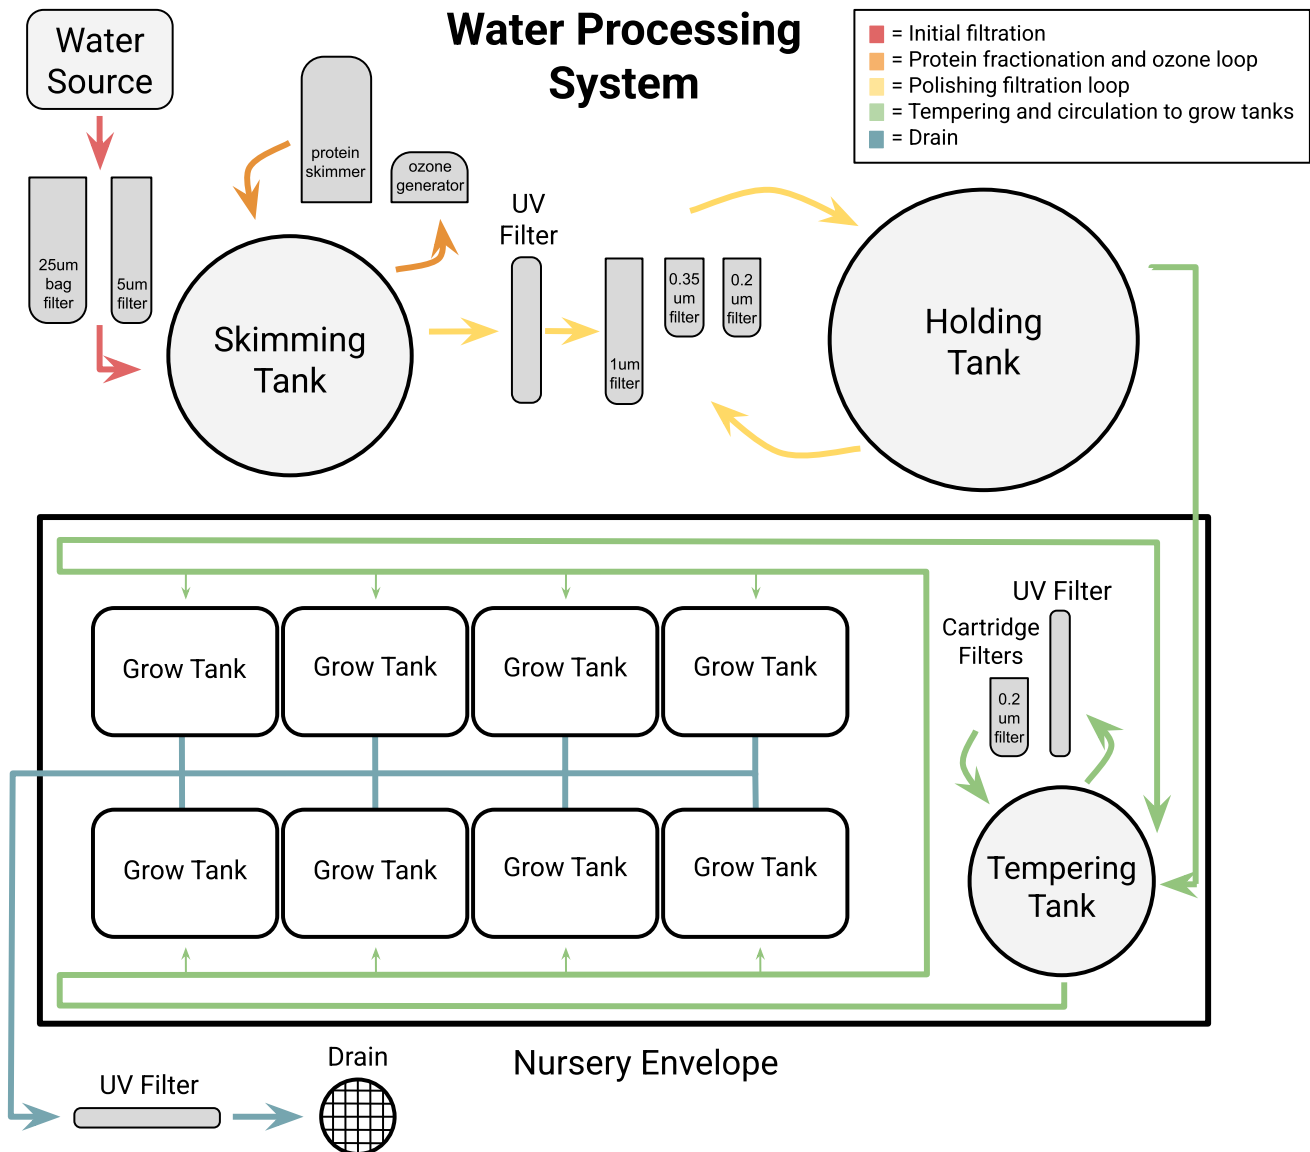 Water Processing
System
Water
Source
= Initial filtration
= Protein fractionation and ozone loop
= Polishing filtration loop
= Tempering and circulation to grow tanks
= Drain
protein
skimmer
ozone
generator
UV
Filter
25um
bag
filter
5um
filter
Skimming
Tank
1um
filter
0.35
um
filter
0.2
um
filter
Holding
Tank
Grow Tank
Grow Tank
Grow Tank
Grow Tank
UV Filter
Cartridge
Filters
0.2
um
filter
Grow Tank
Grow Tank
Grow Tank
Grow Tank
Tempering
Tank
Nursery Envelope
UV Filter
Drain